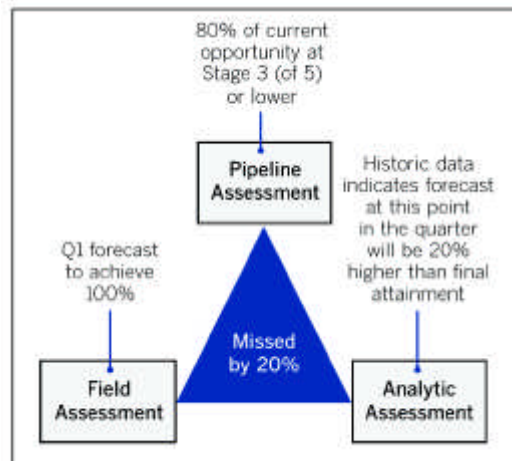 80% of current
opportunity at
Stage 3 (of 5)
or lower
Pipeline
Assessment
Historic data
indicates forecast
at this point
in the quarter
will be 20%
higher than final
attainment
Q1 forecast
to achieve
100%
Missed
by 20%
Field
Assessment
Analytic
Assessment